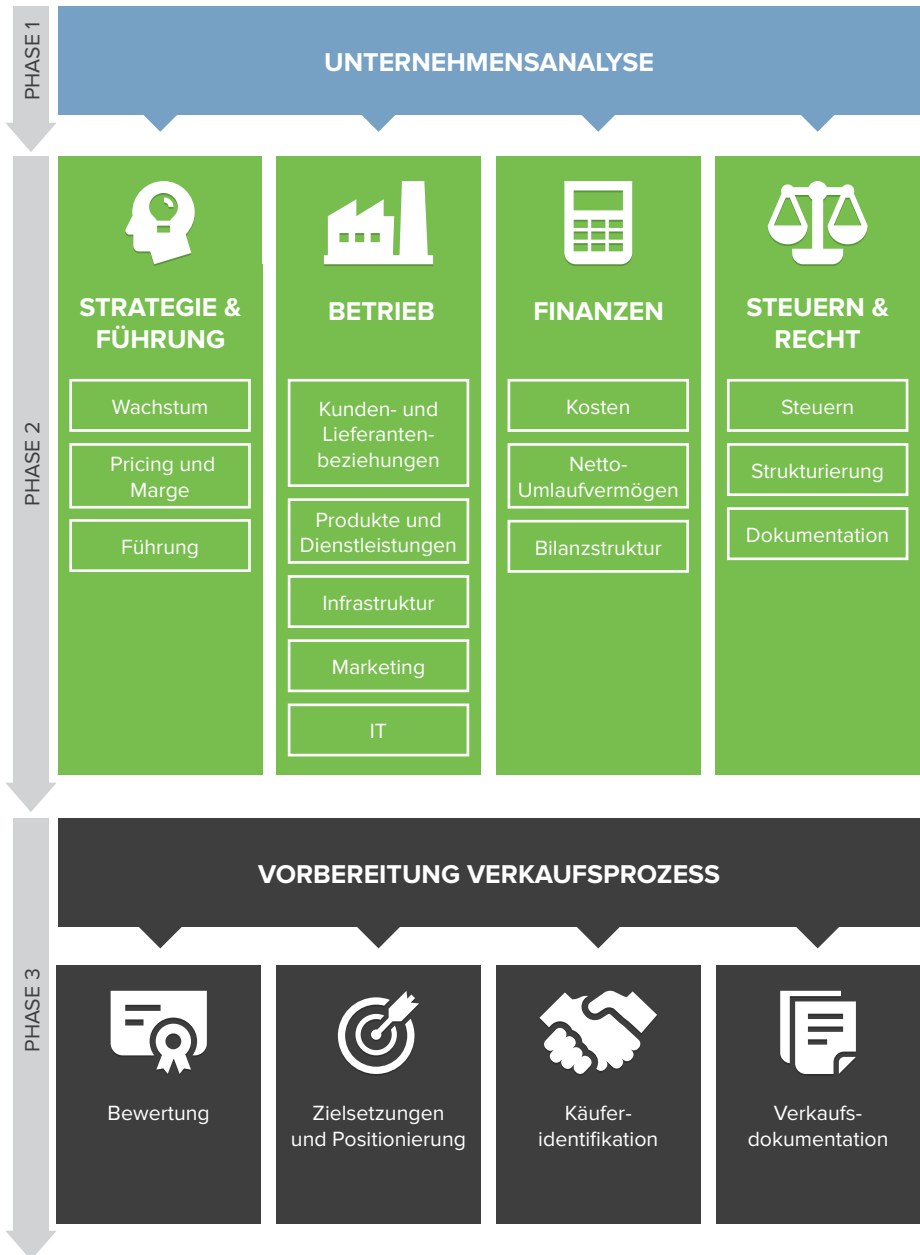 PHASE 1
UNTERNEHMENSANALYSE
PHASE 2
STRATEGIE &
FÜHRUNG
Wachstum
Pricing und
Marge
Führung
BETRIEB
Kunden- und
Lieferanten-
beziehungen
Produkte und
Dienstleistungen
Infrastruktur
Marketing
IT
FINANZEN
Kosten
Netto-
Umlaufvermögen
Bilanzstruktur
STEUERN &
RECHT
Steuern
Strukturierung
Dokumentation
PHASE 3
VORBEREITUNG VERKAUFSPROZESS
Bewertung
Zielsetzungen
und Positionierung
Käufer-
identifikation
Verkaufs-
dokumentation